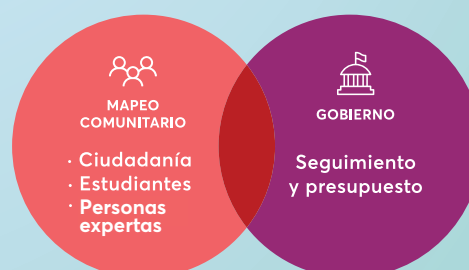 MAPEO
COMUNITARIO
· Ciudadanía
· Estudiantes
· Personas
expertas
GOBIERNO
Seguimiento
y presupuesto